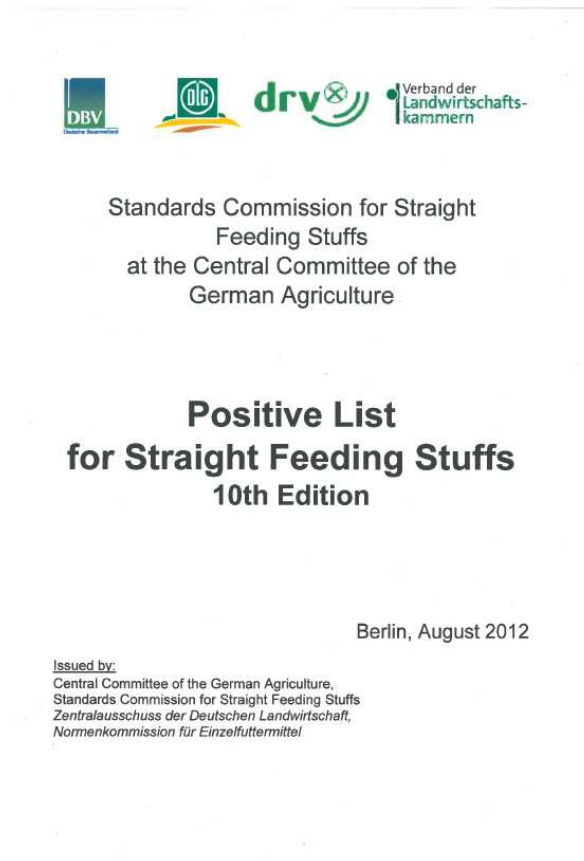 DBV
Deutscher Bauernverband
DLG
drv
Verband der
Landwirtschafts-
kammern
Standards Commission for Straight
Feeding Stuffs
at the Central Committee of the
German Agriculture
Positive List
for Straight Feeding Stuffs
10th Edition
Berlin, August 2012
Issued by:
Central Committee of the German Agriculture,
Standards Commission for Straight Feeding Stuffs
Zentralausschuss der Deutschen Landwirtschaft,
Normenkommission für Einzelfuttermittel